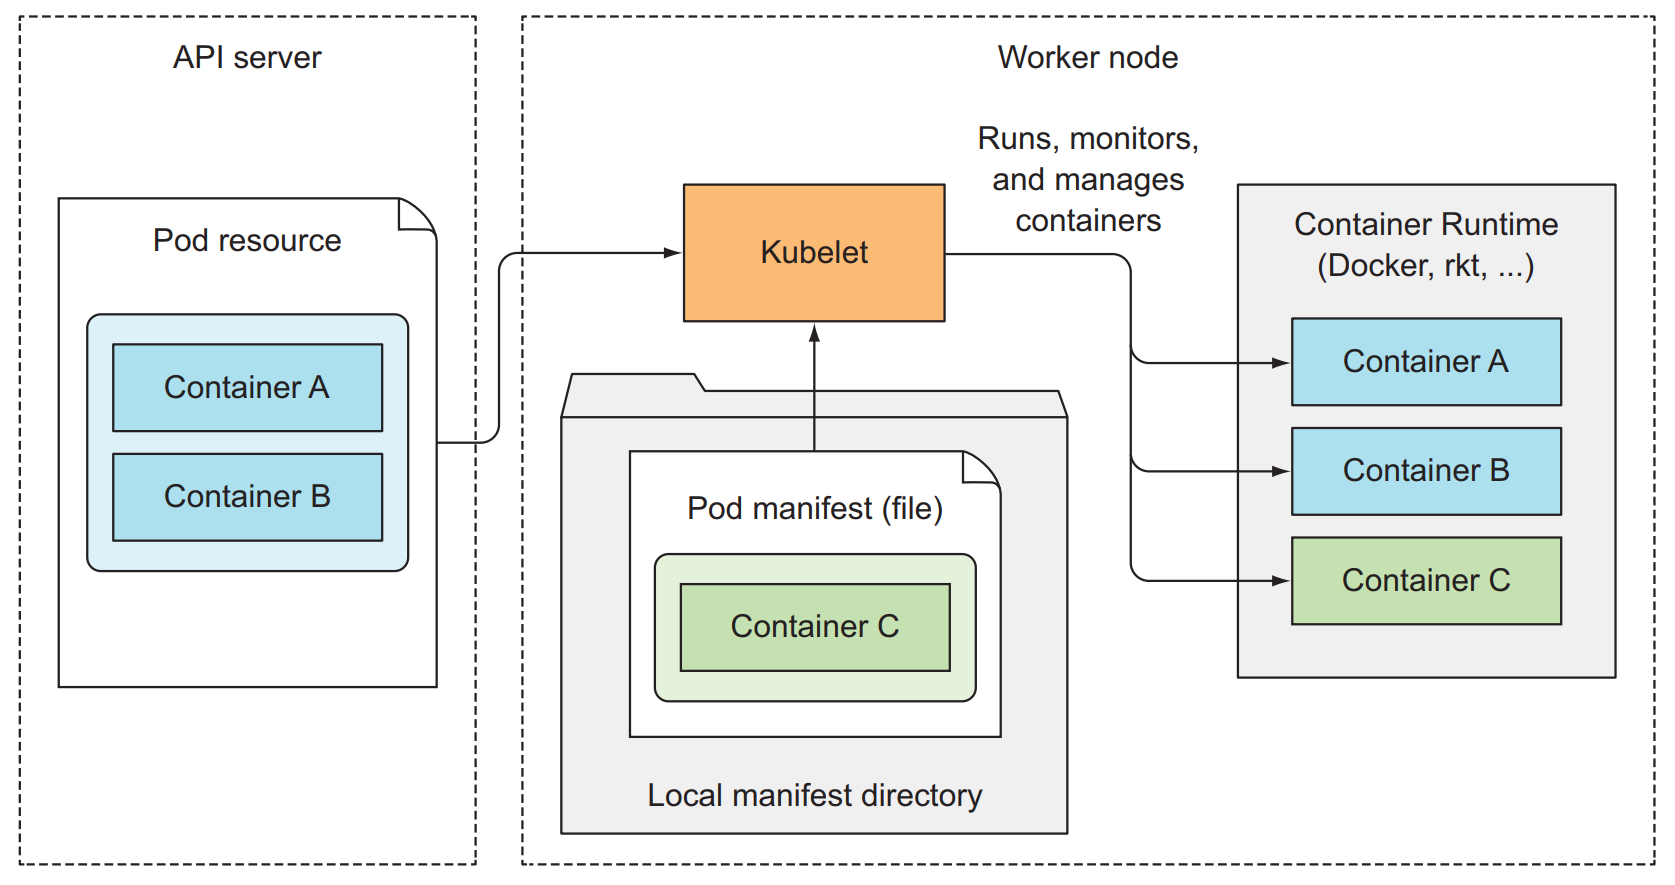 API server
Pod resource
Container A
Container B
Worker node
Kubelet
Runs, monitors,
and manages
containers
Pod manifest (file)
Container C
Local manifest directory
Container Runtime
(Docker, rkt, ...)
Container A
Container B
Container C